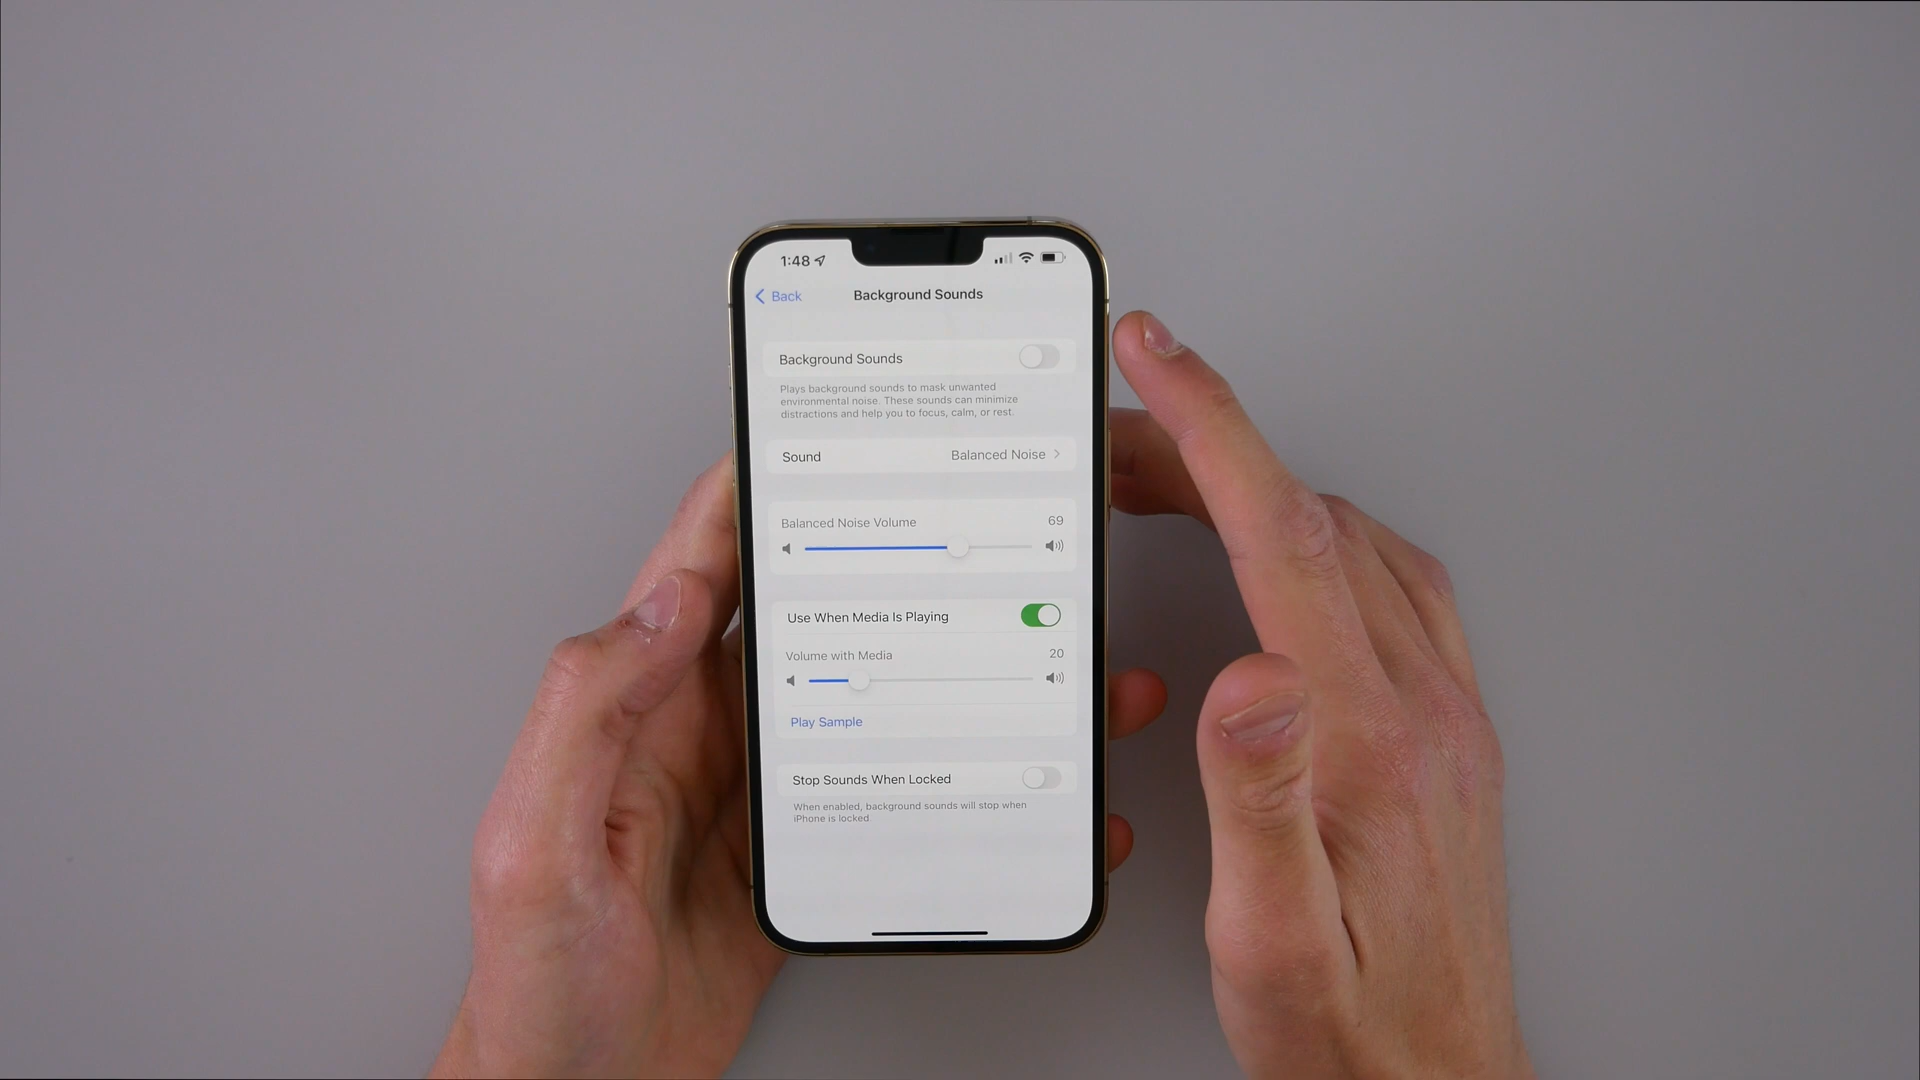 1:48
Back
Background Sounds
Background Sounds
Plays background sounds to mask unwanted
environmental noise. These sounds can minimize
distractions and help you to focus, calm, or rest.
Sound
Balanced Noise
Balanced Noise Volume
69
Use When Media Is Playing
Volume with Media
20
Play Sample
Stop Sounds When Locked
When enabled, background sounds will stop when
iPhone is locked